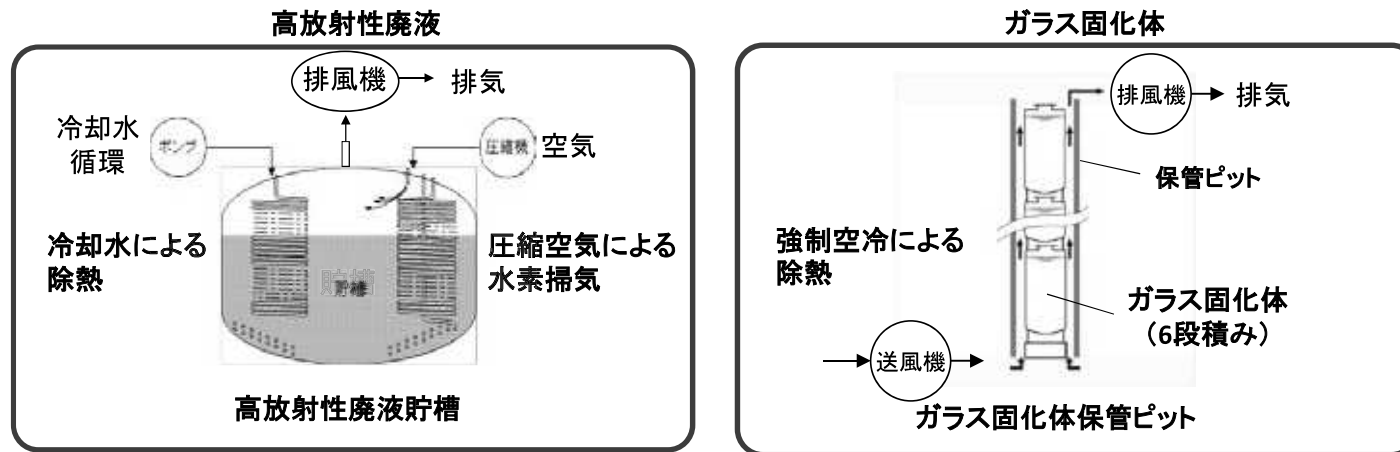 高放射性廃液
排風機
排気
冷却水
循環
ポンプ
圧縮機
空気
冷却水による
除熱
圧縮空気による
水素掃気
貯槽
貯槽
高放射性廃液貯槽
ガラス固化体
排風機
排気
保管ピット
強制空冷による
除熱
ガラス固化体
(6段積み)
送風機
ガラス固化体保管ピット